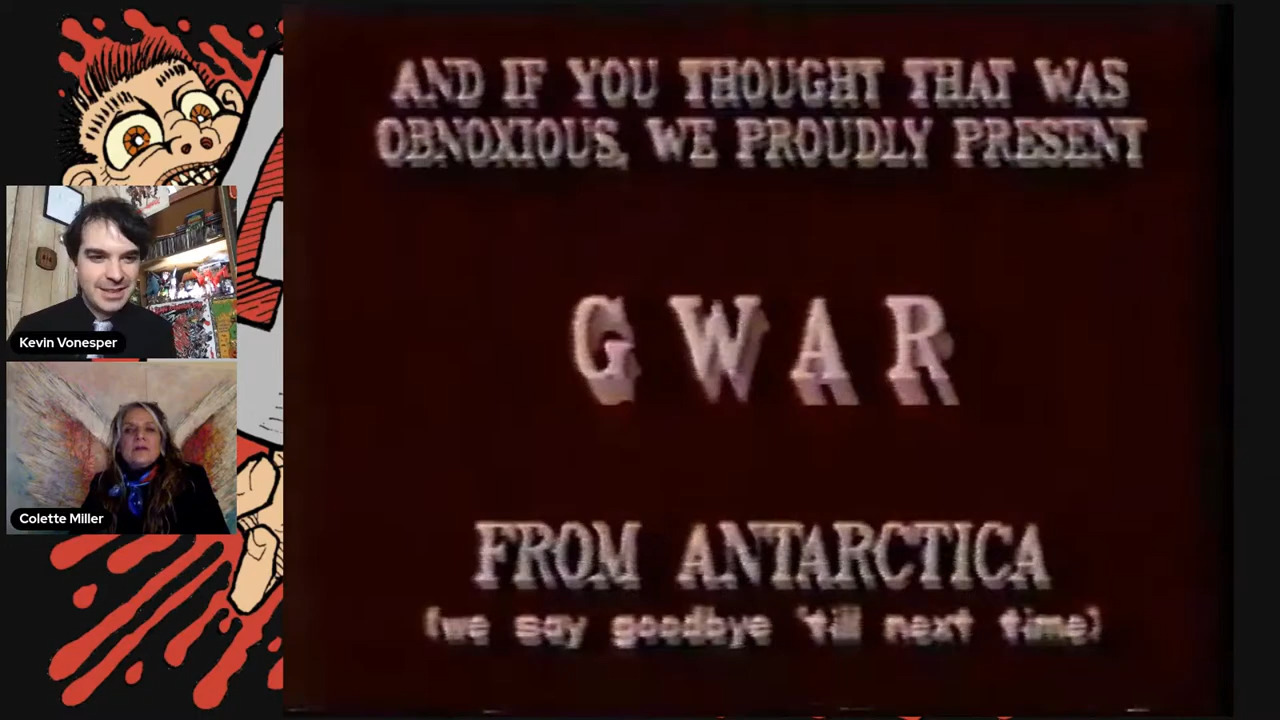 AND IF YOU THOUGHT THAT WAS
OBNOXIOUS, WE PROUDLY PRESENT
GWAR
FROM ANTARCTICA
(we say goodbye 'till next time)
Kevin Vonesper
Colette Miller